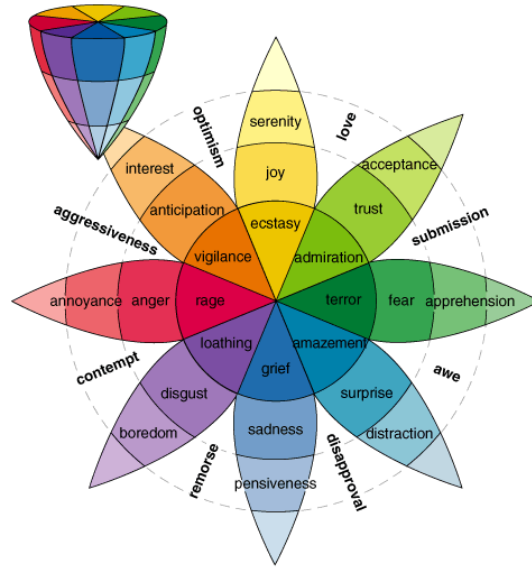 optimism
serenity
love
interest
joy
acceptance
anticipation
trust
aggressiveness
ecstasy
submission
vigilance
admiration
annoyance
anger
rage
terror
fear
apprehension
loathing
amazement
contempt
grief
awe
disgust
surprise
boredom
sadness
distraction
remorse
pensiveness
disapproval